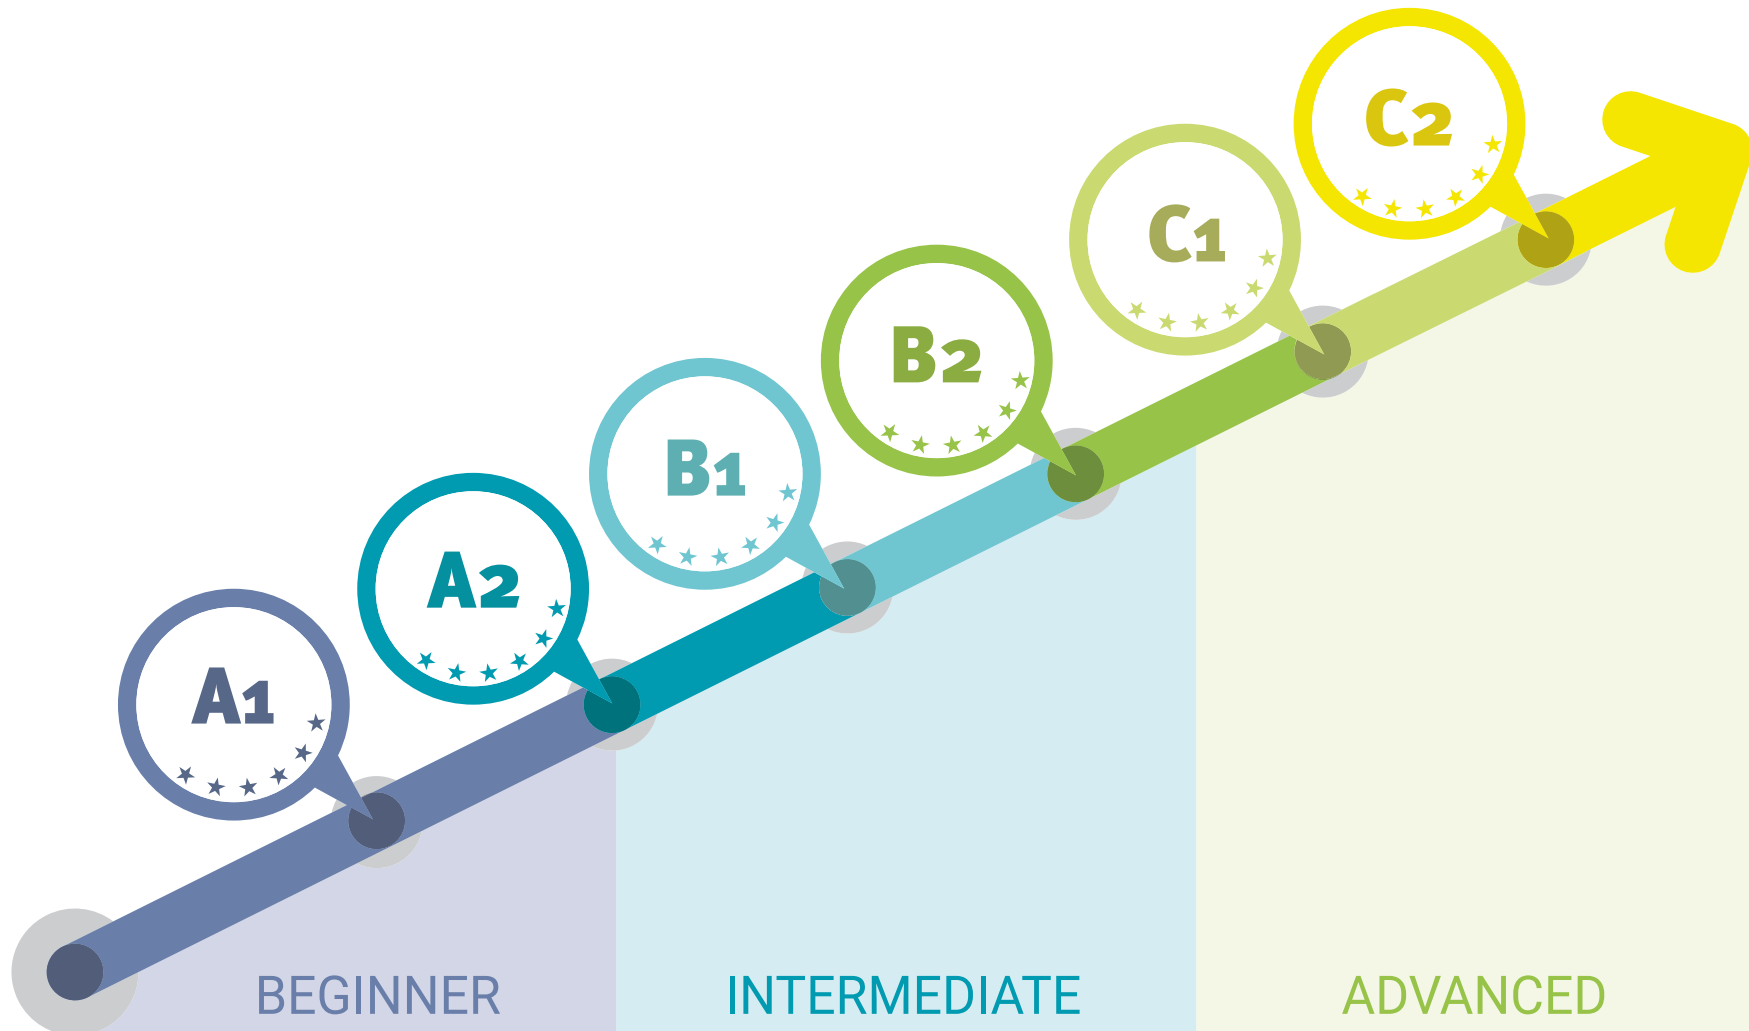 A1
A2
B1
B2
C1
C2
BEGINNER
INTERMEDIATE
ADVANCED